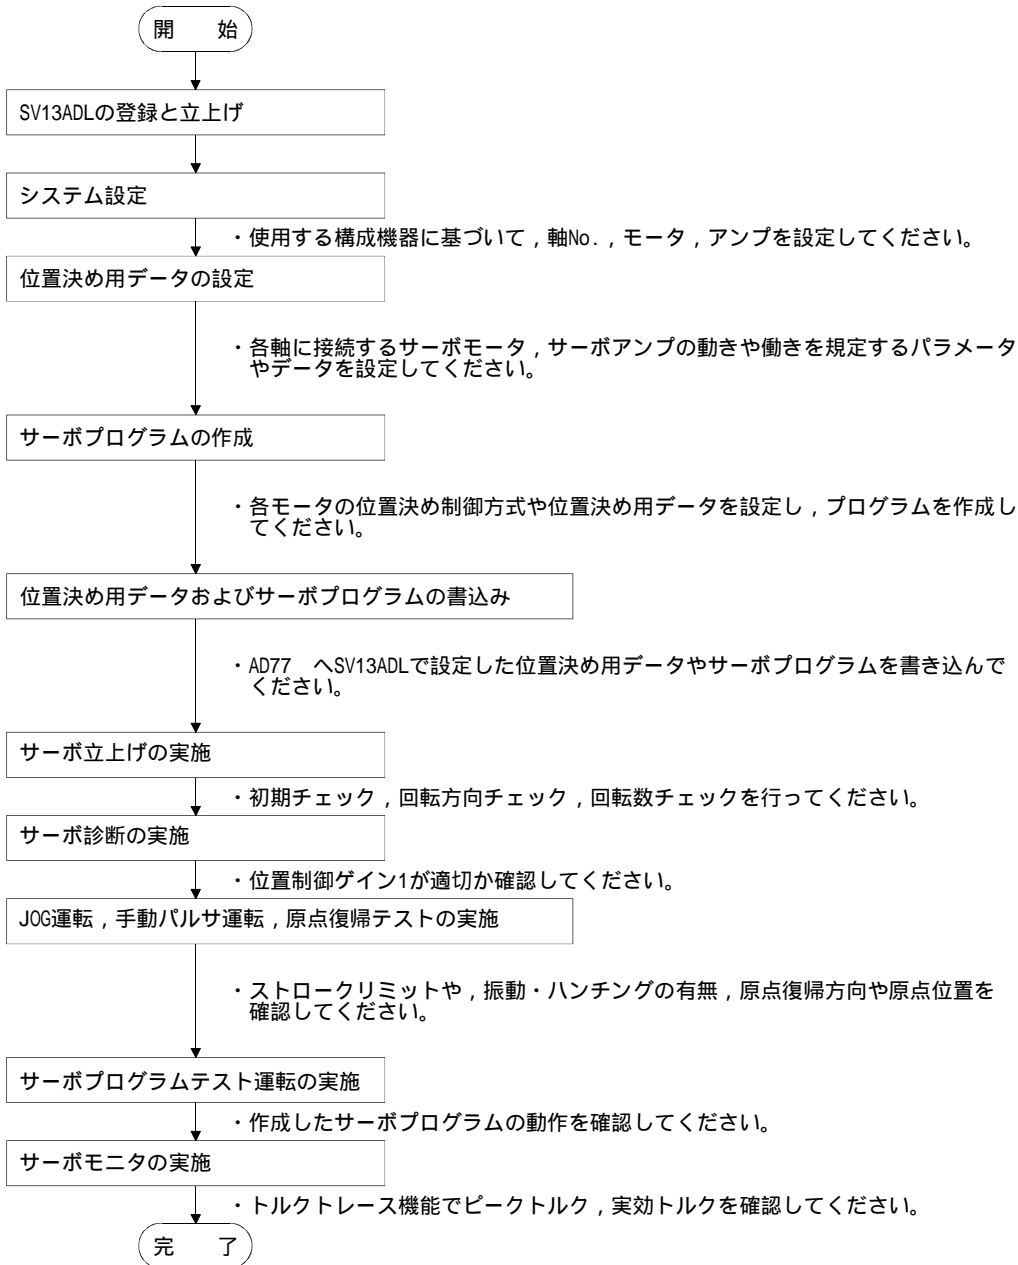 開　　始
SV13ADLの登録と立上げ
システム設定
・使用する構成機器に基づいて，軸No.，モータ，アンプを設定してください。
位置決め用データの設定
・各軸に接続するサーボモータ，サーボアンプの動きや働きを規定するパラメータ
やデータを設定してください。
サーボプログラムの作成
・各モータの位置決め制御方式や位置決め用データを設定し，プログラムを作成し
てください。
位置決め用データおよびサーボプログラムの書込み
・AD77　へSV13ADLで設定した位置決め用データやサーボプログラムを書き込んで
ください。
サーボ立上げの実施
・初期チェック，回転方向チェック，回転数チェックを行ってください。
サーボ診断の実施
・位置制御ゲイン1が適切か確認してください。
JOG運転，手動パルサ運転，原点復帰テストの実施
・ストロークリミットや，振動・ハンチングの有無，原点復帰方向や原点位置を
確認してください。
サーボプログラムテスト運転の実施
・作成したサーボプログラムの動作を確認してください。
サーボモニタの実施
・トルクトレース機能でピークトルク，実効トルクを確認してください。
完　　了